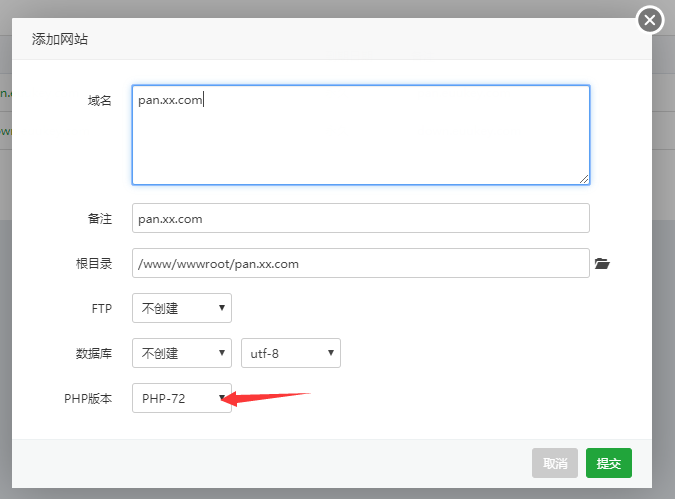 添加网站
n.
域名
pan.xx.com
own
备注
pan.xx.com
根目录
/www/wwwroot/pan.xx.com
FTP
不创建
数据库
不创建
utf-8
PHP版本
PHP-72
取消
提交